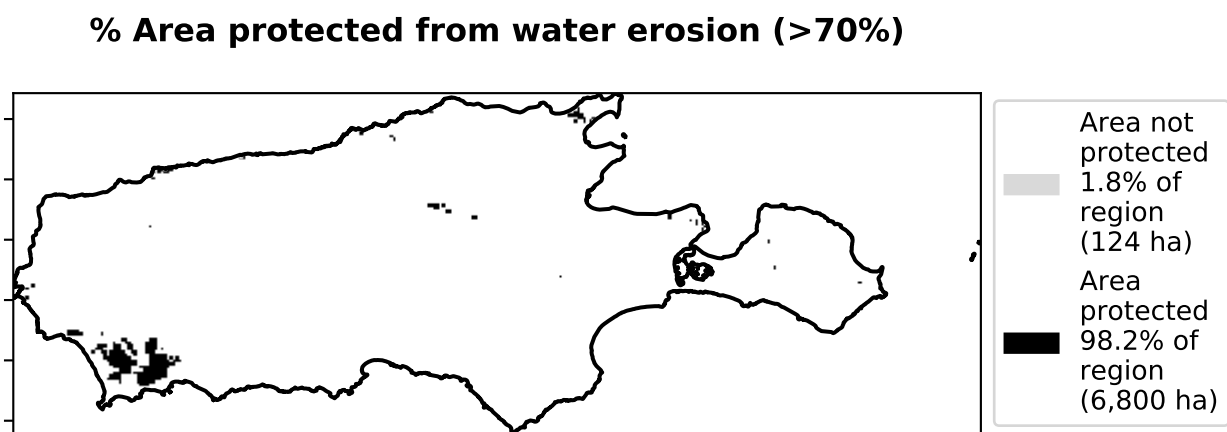 % Area protected from water erosion (>70%)
Area not
protected
1.8% of
region
(124 ha)
Area
protected
98.2% of
region
(6,800 ha)